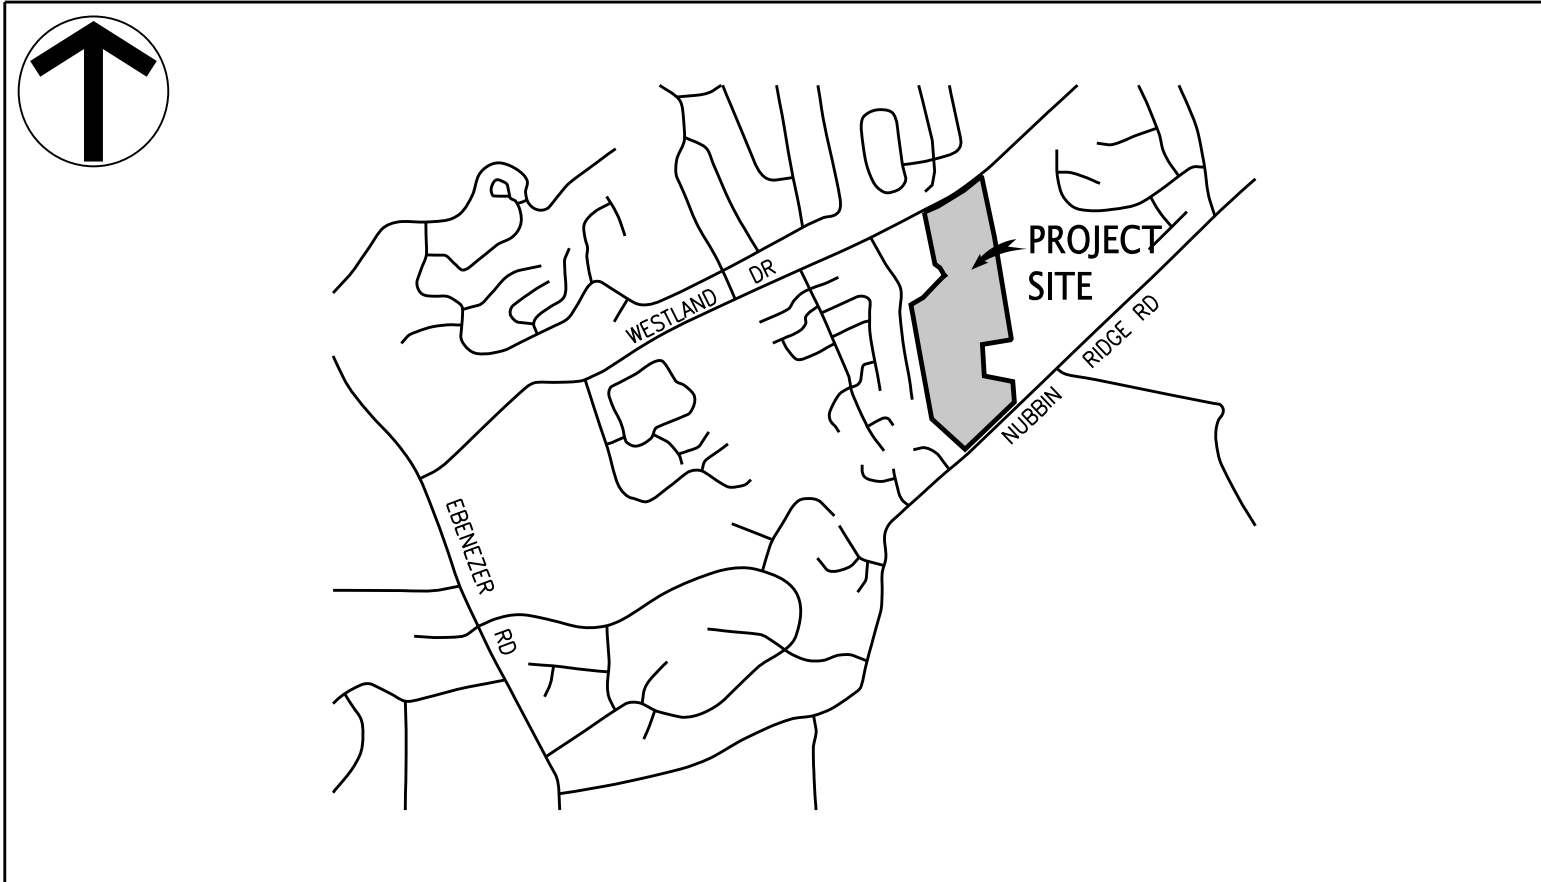 PROJECT
SITE
WESTLAND DR
NUBBIN RIDGE RD
EBENEZER RD